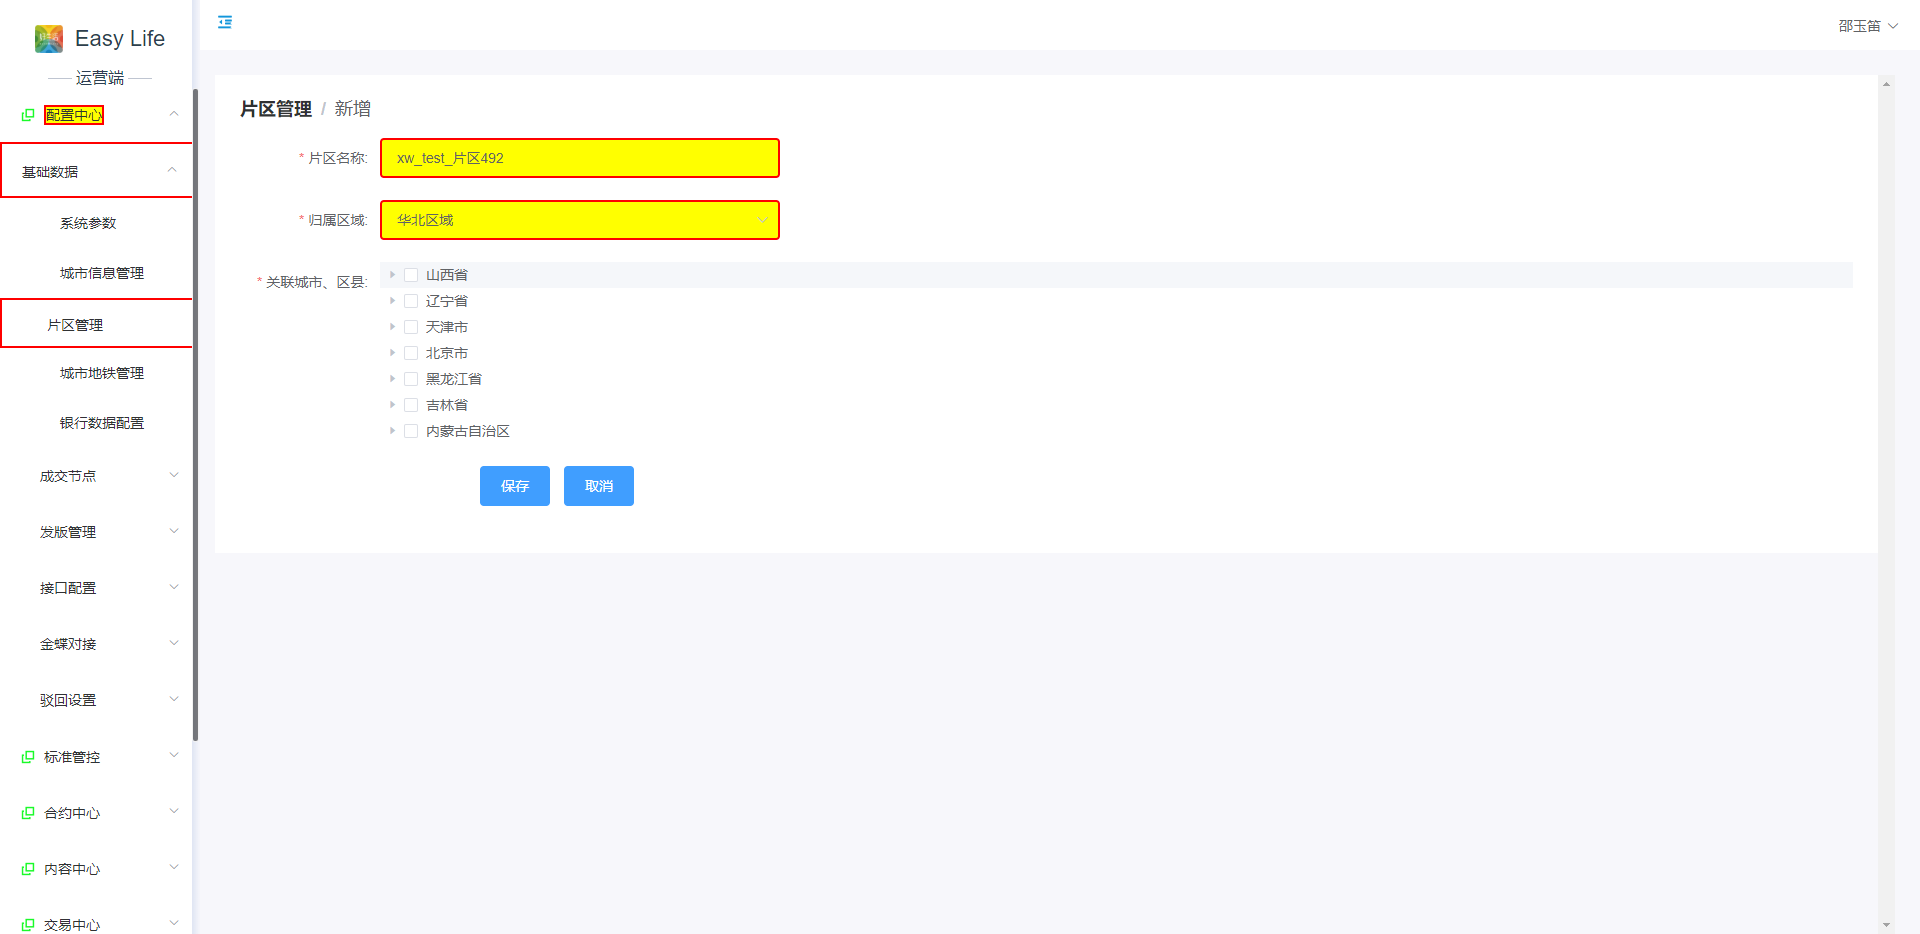 Easy Life
运营端
配置中心
基础数据
系统参数
城市信息管理
片区管理
城市地铁管理
银行数据配置
成交节点
发版管理
接口配置
金蝶对接
驳回设置
标准管控
合约中心
内容中心
交易中心
邵玉笛
片区管理 / 新增
* 片区名称: xw_test_片区492
* 归属区域: 华北区域
* 关联城市、区县:
山西省
辽宁省
天津市
北京市
黑龙江省
吉林省
内蒙古自治区
保存 取消